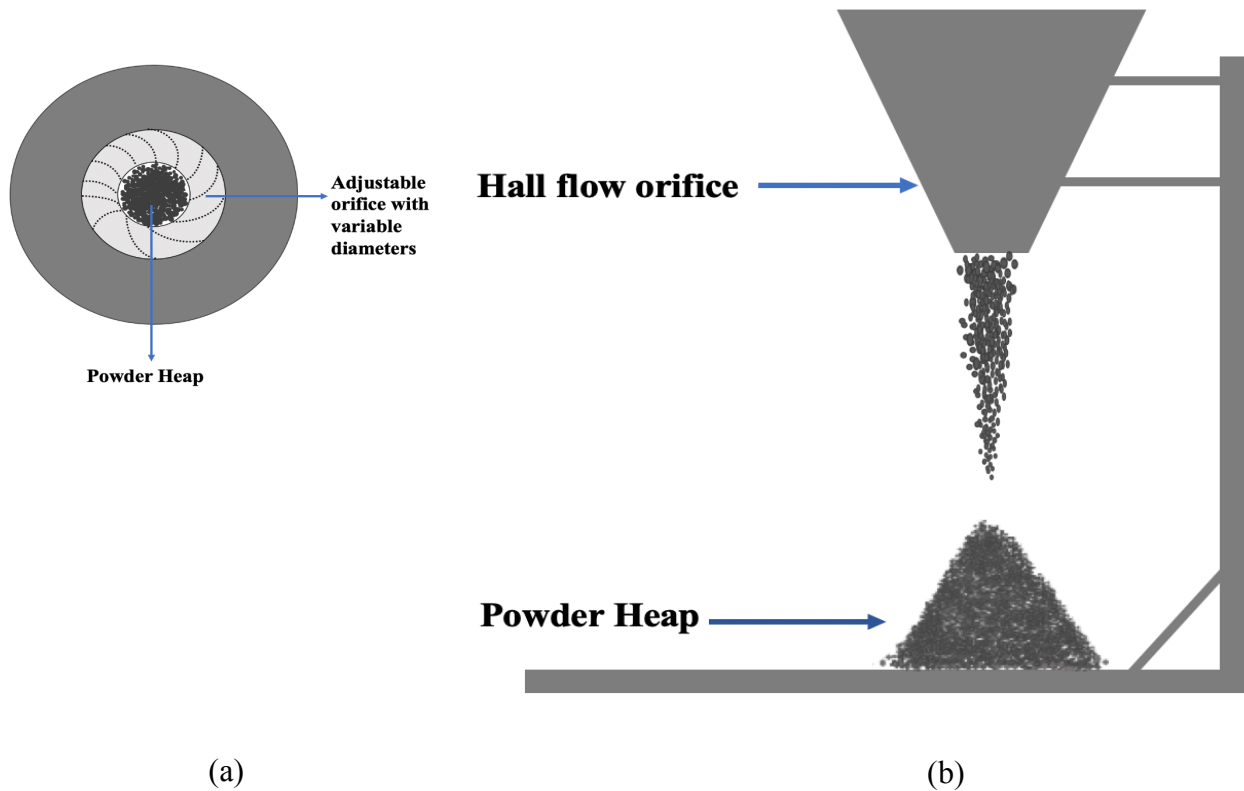 Adjustable
orifice with
variable
diameters
Powder Heap
Hall flow orifice
Powder Heap
(a)
(b)